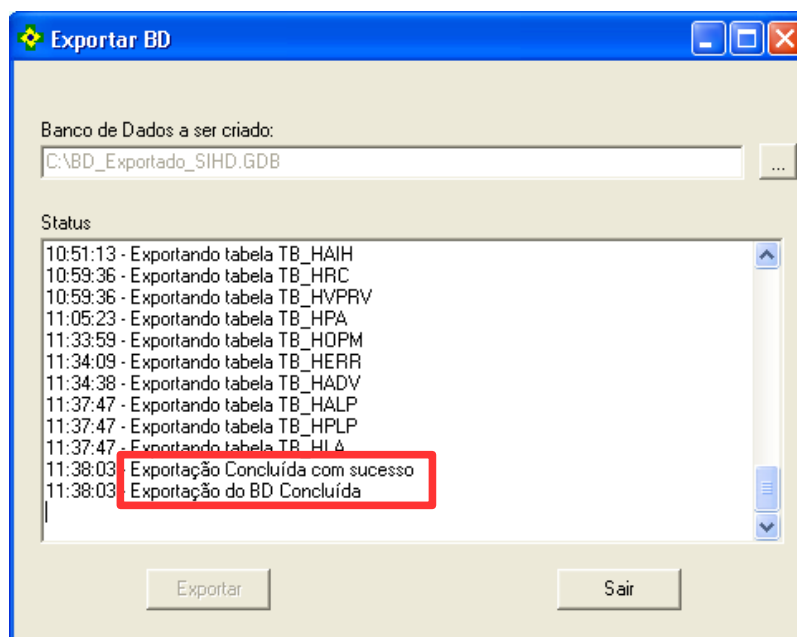 Exportar BD
Banco de Dados a ser criado:
C:\BD_Exportado_SIHD.GDB
...
Status
10:51:13 - Exportando tabela TB_HAIH
10:59:36 - Exportando tabela TB_HRC
10:59:36 - Exportando tabela TB_HVPRV
11:05:23 - Exportando tabela TB_HPA
11:33:59 - Exportando tabela TB_HOPM
11:34:09 - Exportando tabela TB_HERR
11:34:38 - Exportando tabela TB_HADV
11:37:47 - Exportando tabela TB_HALP
11:37:47 - Exportando tabela TB_HPLP
11:37:47 - Exportando tabela TB_HLA
11:38:03 - Exportação Concluída com sucesso
11:38:03 - Exportação do BD Concluída
Exportar
Sair